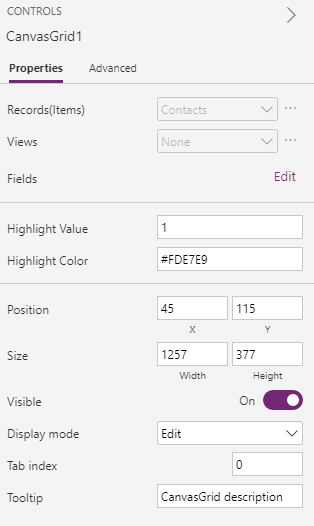 CONTROLS
CanvasGrid1
Properties Advanced
Records(Items) Contacts ...
Views None ...
Fields Edit
Highlight Value 1
Highlight Color #FDE7E9
Position 45 115
X Y
Size 1257 377
Width Height
Visible On
Display mode Edit
Tab index 0
Tooltip CanvasGrid description